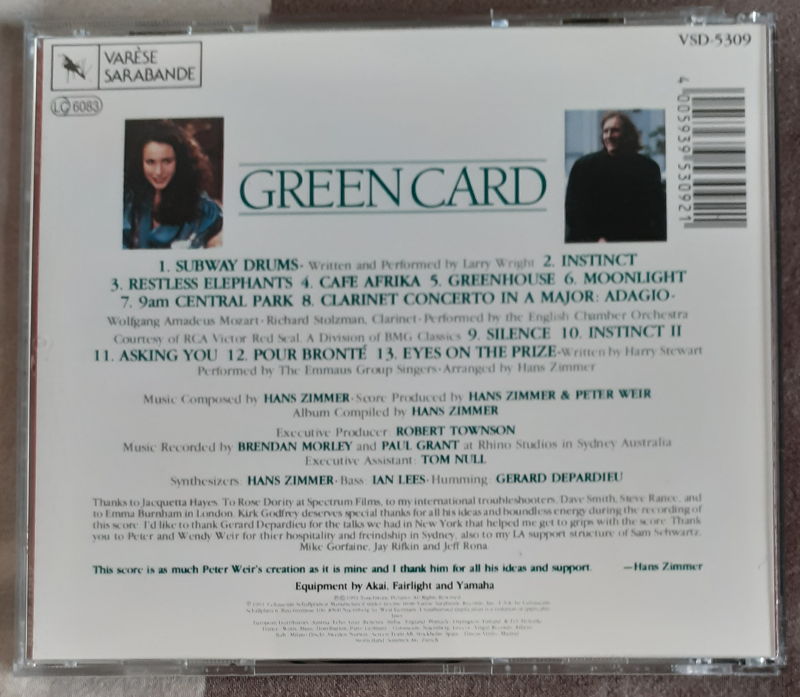 VARÈSE
SARABANDE
LC 6083
VSD-5309
4 005939 530921
GREEN CARD
1. SUBWAY DRUMS• Written and Performed by Larry Wright 2. INSTINCT
3. RESTLESS ELEPHANTS 4. CAFE AFRIKA 5. GREENHOUSE 6. MOONLIGHT
7. 9am CENTRAL PARK 8. CLARINET CONCERTO IN A MAJOR: ADAGIO•
Wolfgang Amadeus Mozart•Richard Stolzman, Clarinet•Performed by the English Chamber Orchestra
Courtesy of RCA Victor Red Seal, A Division of BMG Classics 9. SILENCE 10. INSTINCT II
11. ASKING YOU 12. POUR BRONTÉ 13. EYES ON THE PRIZE•Written by Harry Stewart
Performed by The Emmaus Group Singers•Arranged by Hans Zimmer
Music Composed by HANS ZIMMER•Score Produced by HANS ZIMMER & PETER WEIR
Album Compiled by HANS ZIMMER
Executive Producer: ROBERT TOWNSON
Music Recorded by BRENDAN MORLEY and PAUL GRANT at Rhino Studios in Sydney Australia
Executive Assistant: TOM NULL
Synthesizers: HANS ZIMMER•Bass: IAN LEES•Humming: GERARD DEPARDIEU
Thanks to Jacquetta Hayes, To Rose Dority at Spectrum Films, to my international troubleshooters, Dave Smith, Steve Rance, and
to Emma Burnham in London. Kirk Godfrey deserves special thanks for all his ideas and boundless energy during the recording of
this score. I'd like to thank Gerard Depardieu for the talks we had in New York that helped me get to grips with the score. Thank
you to Peter and Wendy Weir for thier hospitality and freindship in Sydney, also to my LA support structure of Sam Schwartz,
Mike Gorfaine, Jay Rifkin and Jeff Rona.
This score is as much Peter Weir's creation as it is mine and I thank him for all his ideas and support. —Hans Zimmer
Equipment by Akai, Fairlight and Yamaha